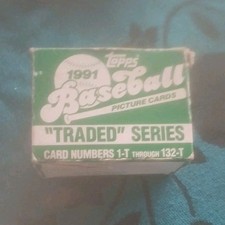 Topps
1991
Baseball
PICTURE CARDS
"TRADED" SERIES
CARD NUMBERS 1-T THROUGH 132-T